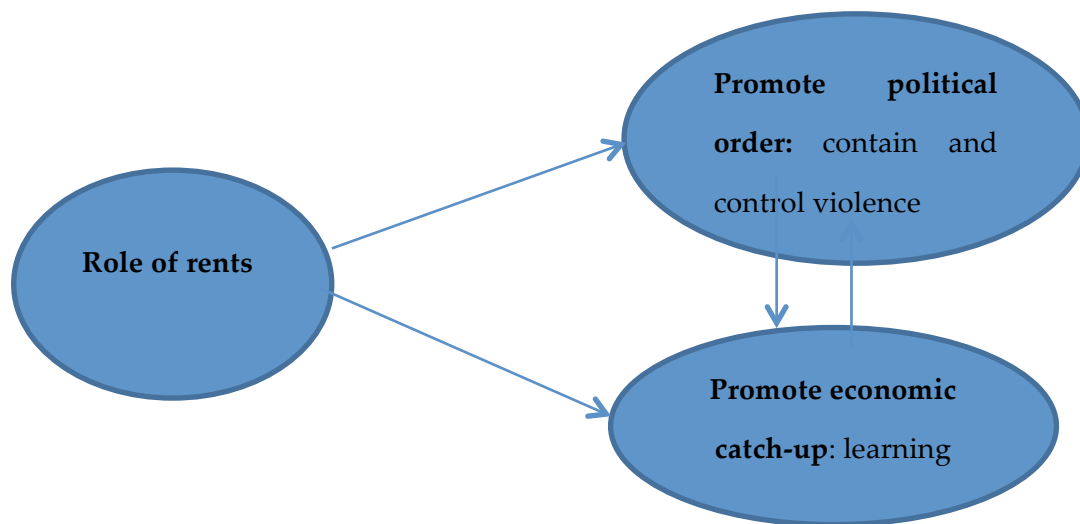 Promote political
order: contain and
control violence
Role of rents
Promote economic
catch-up: learning